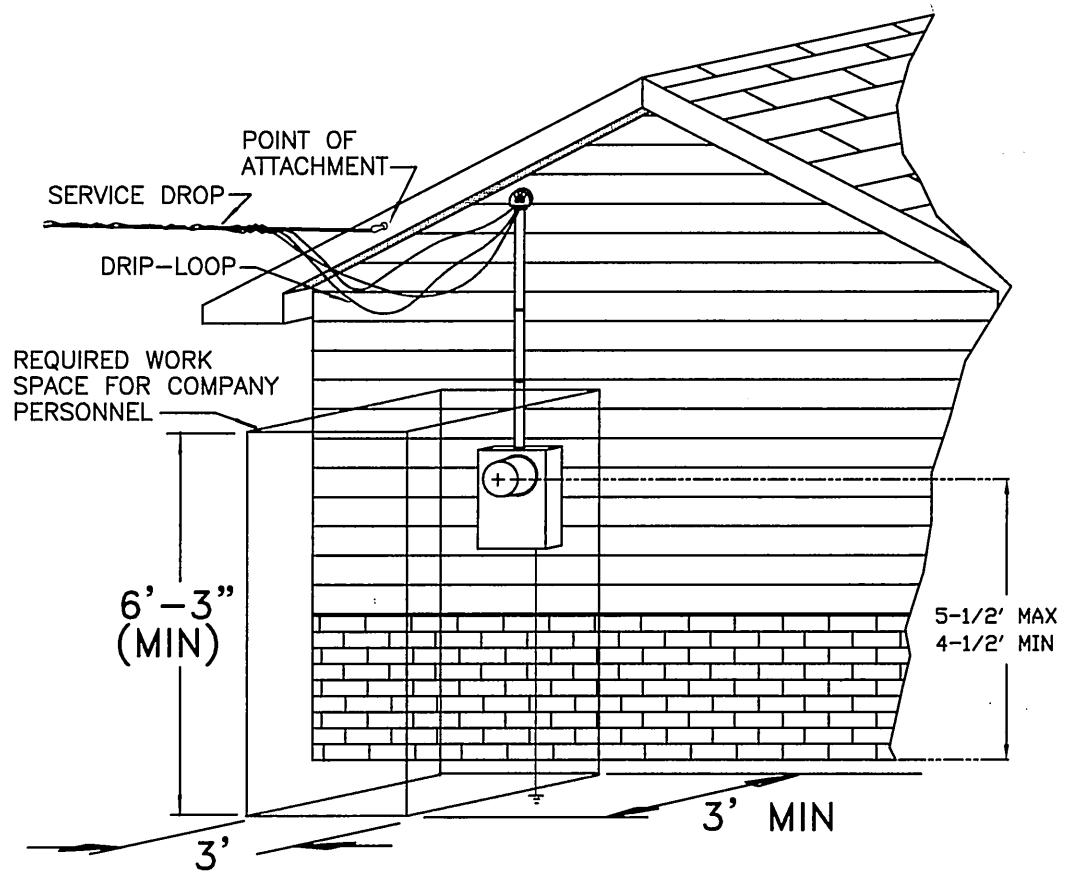 POINT OF
ATTACHMENT
SERVICE DROP
DRIP-LOOP
REQUIRED WORK
SPACE FOR COMPANY
PERSONNEL
6'-3"
(MIN)
5-1/2' MAX
4-1/2' MIN
3' MIN
3'